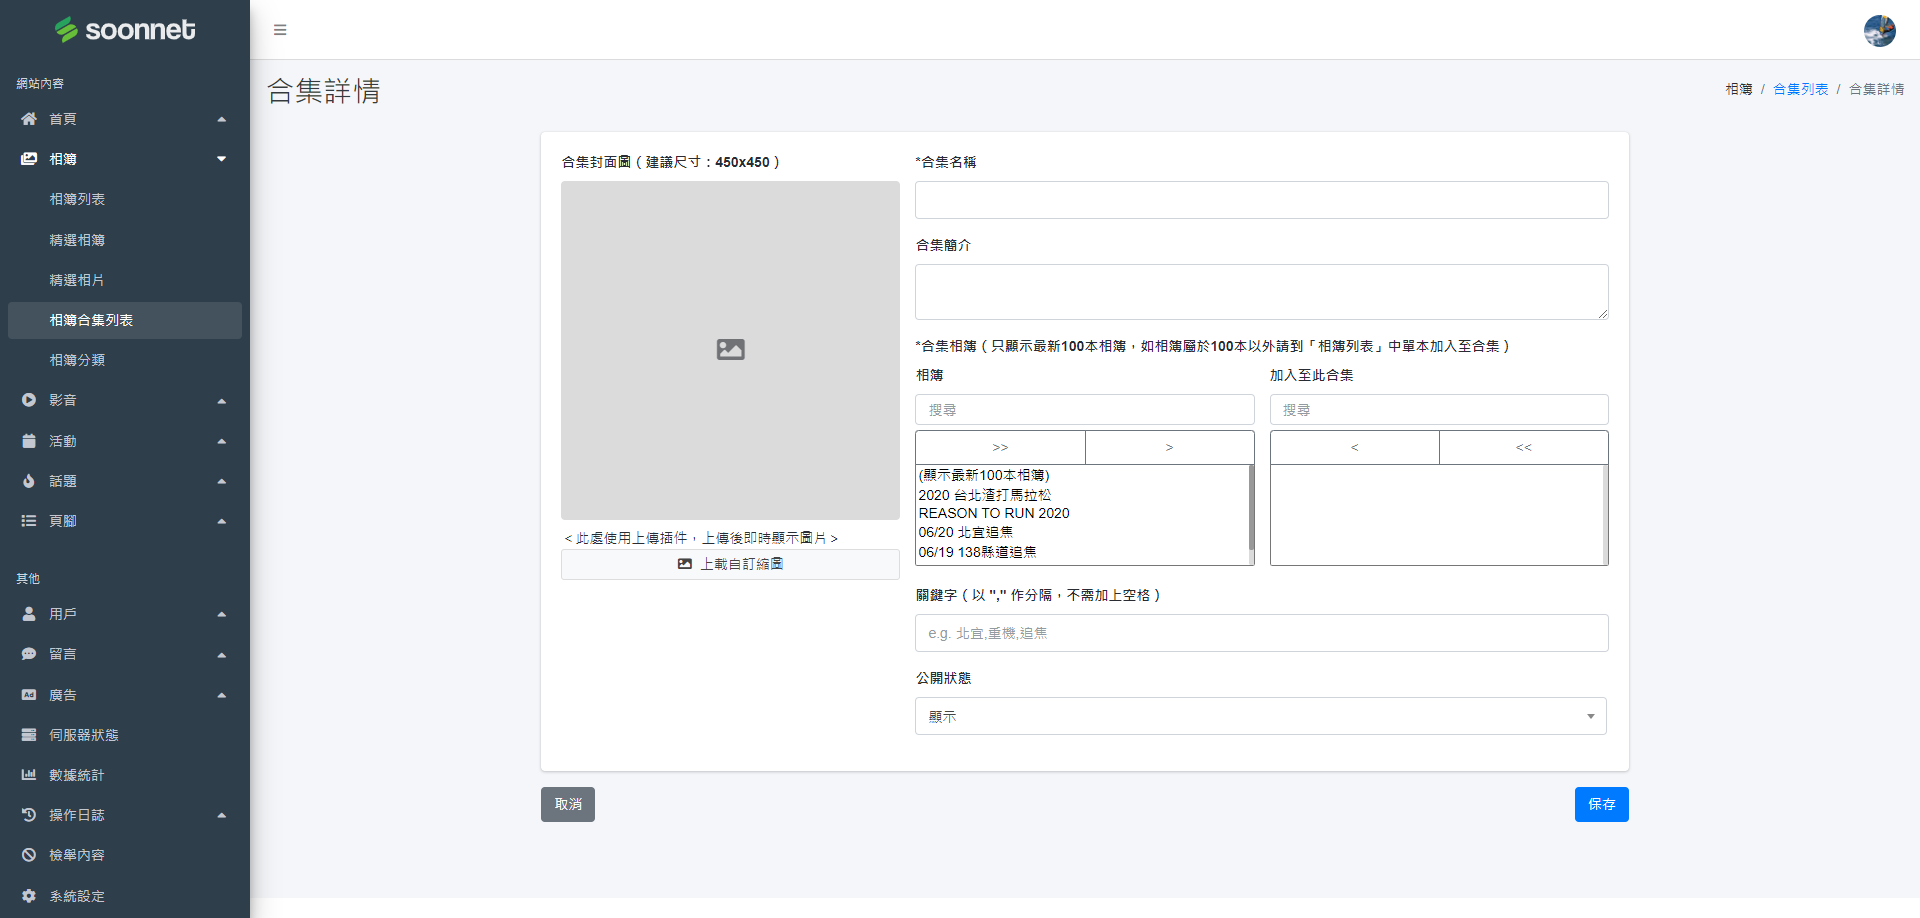 soonnet
網站內容
首頁
相簿
相簿列表
精選相簿
精選相片
相簿合集列表
相簿分類
影音
活動
話題
頁腳
其他
用戶
留言
Ad 廣告
伺服器狀態
數據統計
操作日誌
檢舉內容
系統設定
合集詳情
相簿 / 合集列表 / 合集詳情
合集封面圖 ( 建議尺寸：450x450 )
< 此處使用上傳插件，上傳後即時顯示圖片 >
上載自訂縮圖
*合集名稱
合集簡介
*合集相簿 ( 只顯示最新100本相簿，如相簿屬於100本以外請到「相簿列表」中單本加入至合集 )
相簿
搜尋
>> >
(顯示最新100本相簿)
2020 台北渣打馬拉松
REASON TO RUN 2020
06/20 北宜追焦
06/19 138縣道追焦
加入至此合集
搜尋
< <<
關鍵字 ( 以 "," 作分隔，不需加上空格 )
e.g. 北宜,重機,追焦
公開狀態
顯示
取消
保存